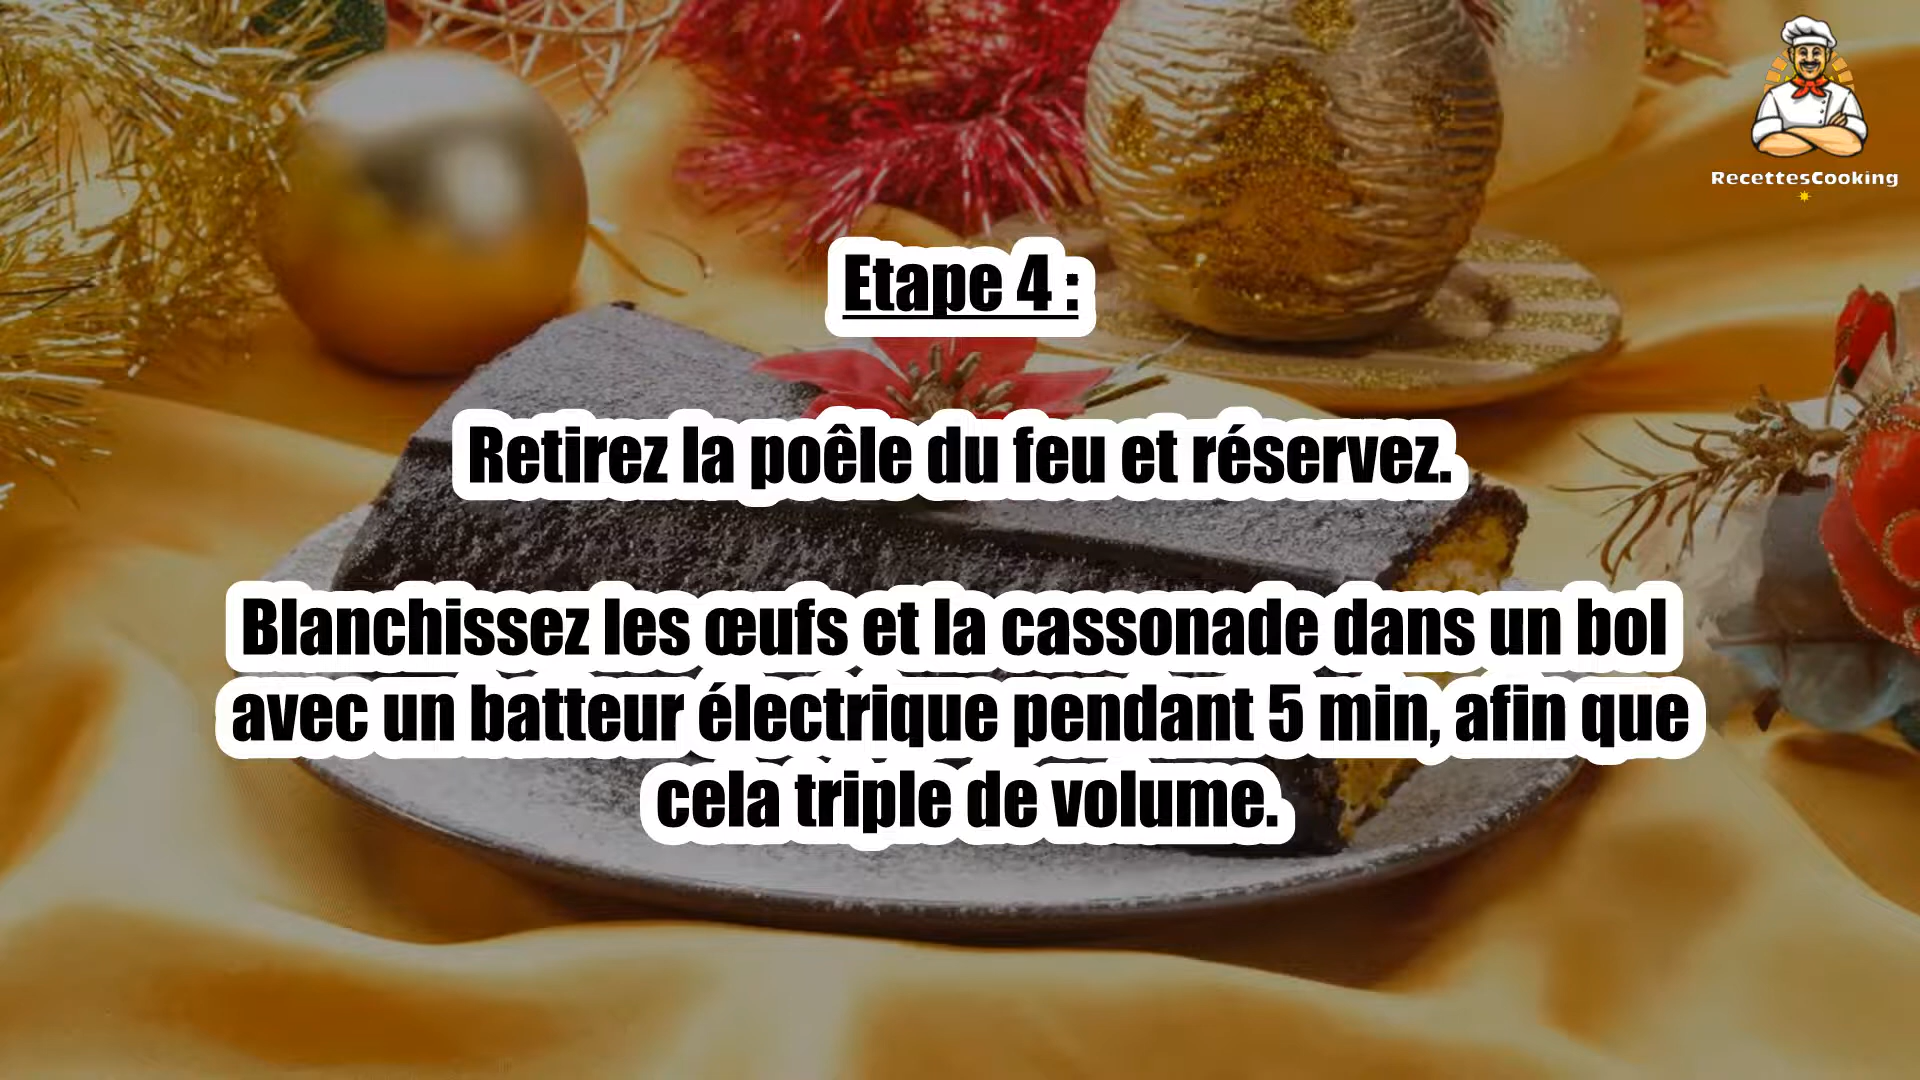 RecettesCooking
Etape 4 :
Retirez la poêle du feu et réservez.
Blanchissez les œufs et la cassonade dans un bol
avec un batteur électrique pendant 5 min, afin que
cela triple de volume.